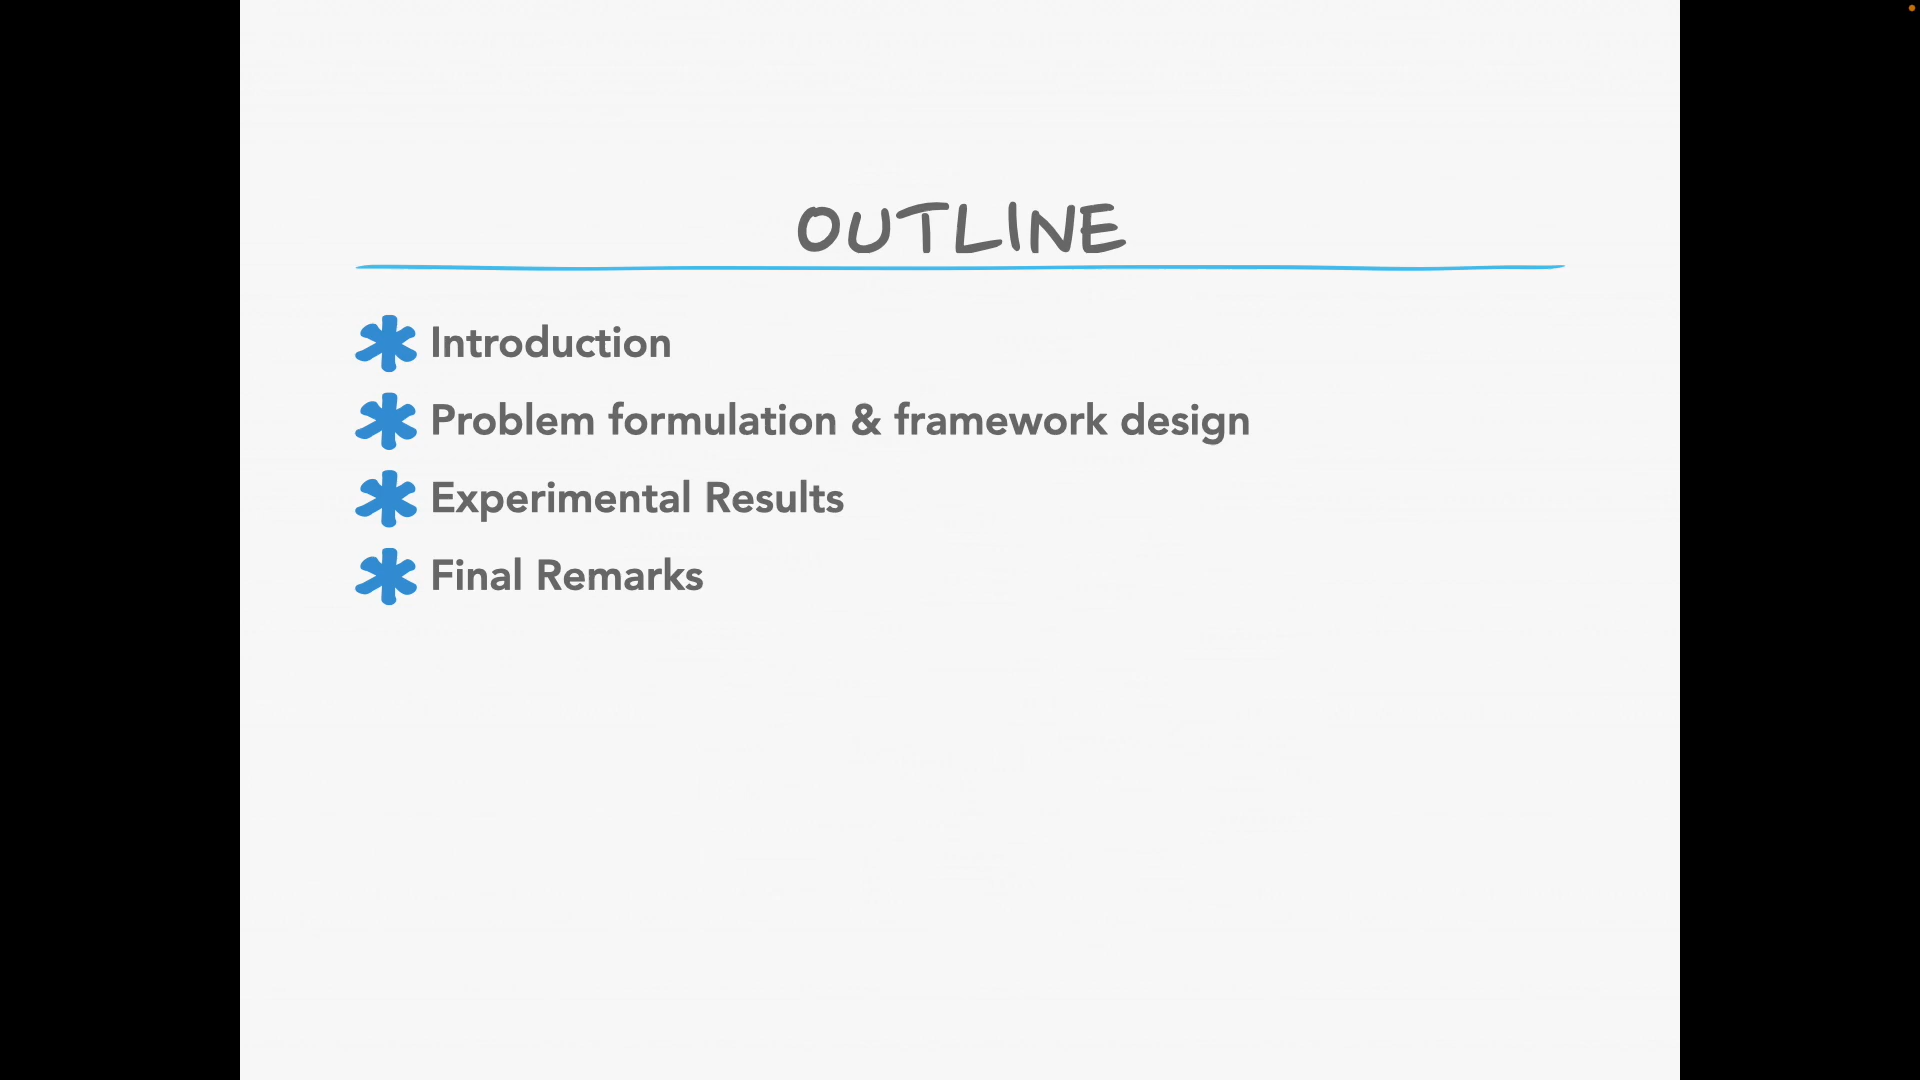 OUTLINE
Introduction
Problem formulation & framework design
Experimental Results
Final Remarks